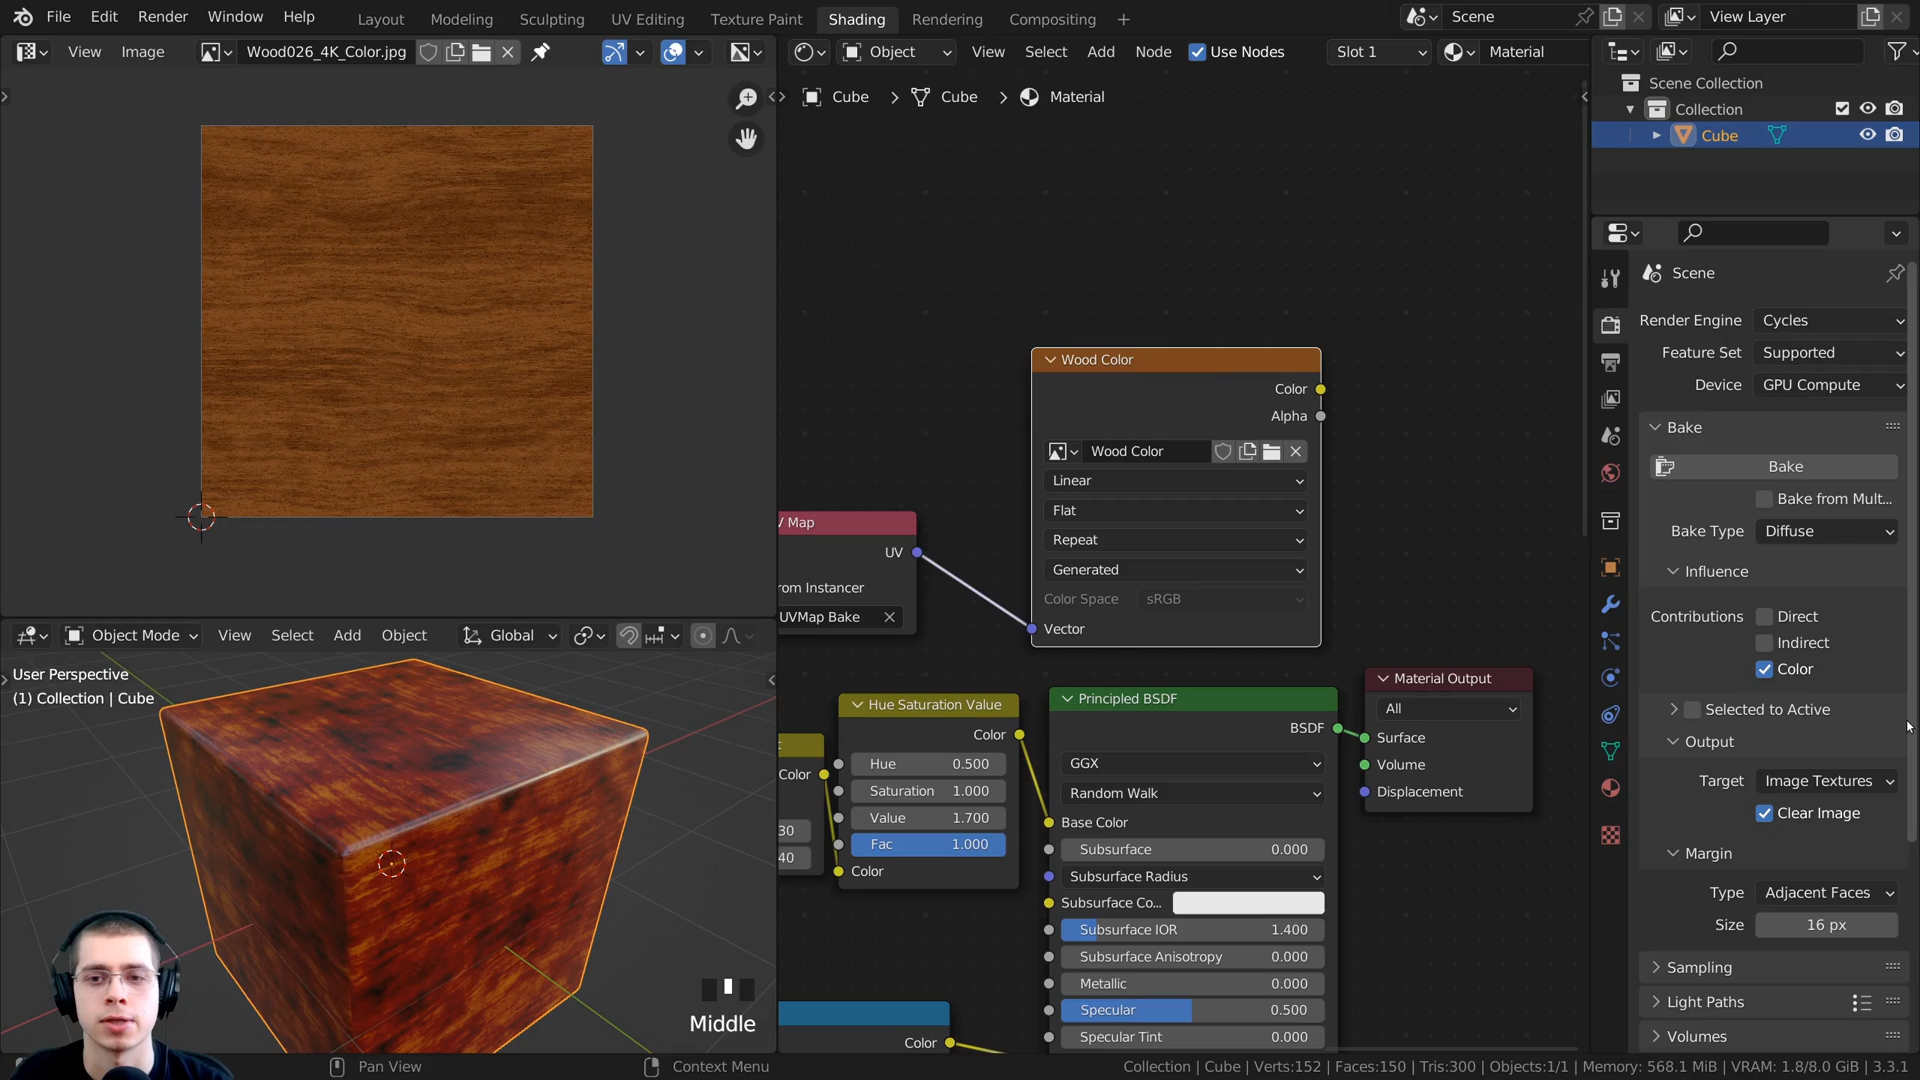 File Edit Render Window Help Layout Modeling Sculpting UV Editing Texture Paint Shading Rendering Compositing + Scene View Layer
View Image Wood026_4K_Color.jpg
Object View Select Add Node Use Nodes Slot 1 Material
Cube > Cube > Material
Scene Collection
Collection
Cube
Scene
Render Engine Cycles
Feature Set Supported
Device GPU Compute
Bake
Bake
Bake from Mult...
Bake Type Diffuse
Influence
Contributions Direct
Indirect
Color
Selected to Active
Output
Target Image Textures
Clear Image
Margin
Type Adjacent Faces
Size 16 px
Sampling
Light Paths
Volumes
Wood Color
Color
Alpha
Wood Color
Linear
Flat
Repeat
Generated
Color Space sRGB
Vector
V Map
UV
rom Instancer
UVMap Bake
Hue Saturation Value
Color
Hue 0.500
Saturation 1.000
Value 1.700
Fac 1.000
Color
t
Color
30
40
Color
Principled BSDF
BSDF
GGX
Random Walk
Base Color
Subsurface 0.000
Subsurface Radius
Subsurface Co...
Subsurface IOR 1.400
Subsurface Anisotropy 0.000
Metallic 0.000
Specular 0.500
Specular Tint 0.000
Material Output
All
Surface
Volume
Displacement
Object Mode View Select Add Object Global
User Perspective
(1) Collection | Cube
Middle
Pan View Context Menu Collection | Cube | Verts:152 | Faces:150 | Tris:300 | Objects:1/1 | Memory: 568.1 MiB | VRAM: 1.8/8.0 GiB | 3.3.1